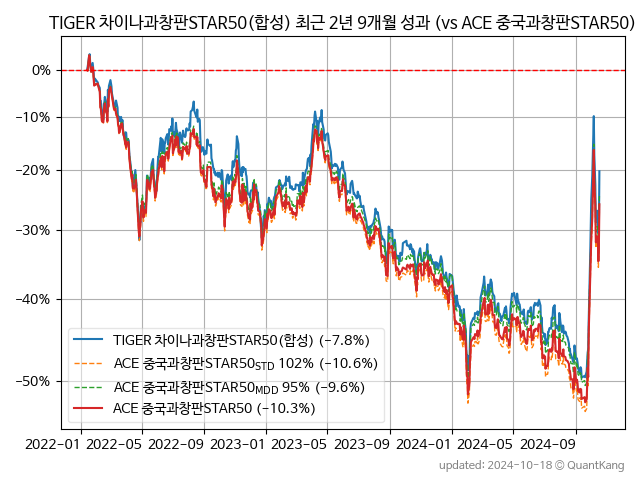 TIGER 차이나과창판STAR50(합성) 최근 2년 9개월 성과 (vs ACE 중국과창판STAR50)
0%
−10%
−20%
−30%
−40%
−50%
TIGER 차이나과창판STAR50(합성) (−7.8%)
ACE 중국과창판STAR50STD 102% (−10.6%)
ACE 중국과창판STAR50MDD 95% (−9.6%)
ACE 중국과창판STAR50 (−10.3%)
2022-01 2022-05 2022-09 2023-01 2023-05 2023-09 2024-01 2024-05 2024-09
updated: 2024-10-18 © QuantKang